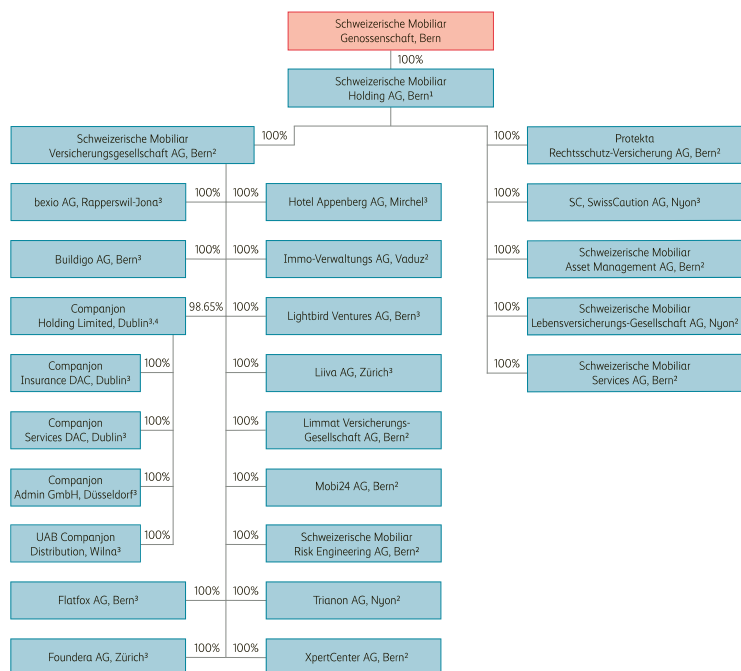 Schweizerische Mobiliar
Genossenschaft, Bern
100%
Schweizerische Mobiliar
Holding AG, Bern¹
100%
Schweizerische Mobiliar
Versicherungsgesellschaft AG, Bern²
100%
Protekta
Rechtsschutz-Versicherung AG, Bern²
bexio AG, Rapperswil-Jona³
100%
100%
Hotel Appenberg AG, Mirchel³
100%
SC, SwissCaution AG, Nyon³
Buildigo AG, Bern³
100%
100%
Immo-Verwaltungs AG, Vaduz²
100%
Schweizerische Mobiliar
Asset Management AG, Bern²
Companjon
Holding Limited, Dublin³·⁴
98.65%
100%
Lightbird Ventures AG, Bern³
100%
Schweizerische Mobiliar
Lebensversicherungs-Gesellschaft AG, Nyon²
Companjon
Insurance DAC, Dublin³
100%
100%
Liiva AG, Zürich³
100%
Schweizerische Mobiliar
Services AG, Bern²
Companjon
Services DAC, Dublin³
100%
100%
Limmat Versicherungs-
Gesellschaft AG, Bern²
Companjon
Admin GmbH, Düsseldorf³
100%
100%
Mobi24 AG, Bern²
UAB Companjon
Distribution, Wilna³
100%
100%
Schweizerische Mobiliar
Risk Engineering AG, Bern²
Flatfox AG, Bern³
100%
100%
Trianon AG, Nyon²
Foundera AG, Zürich³
100%
100%
XpertCenter AG, Bern²